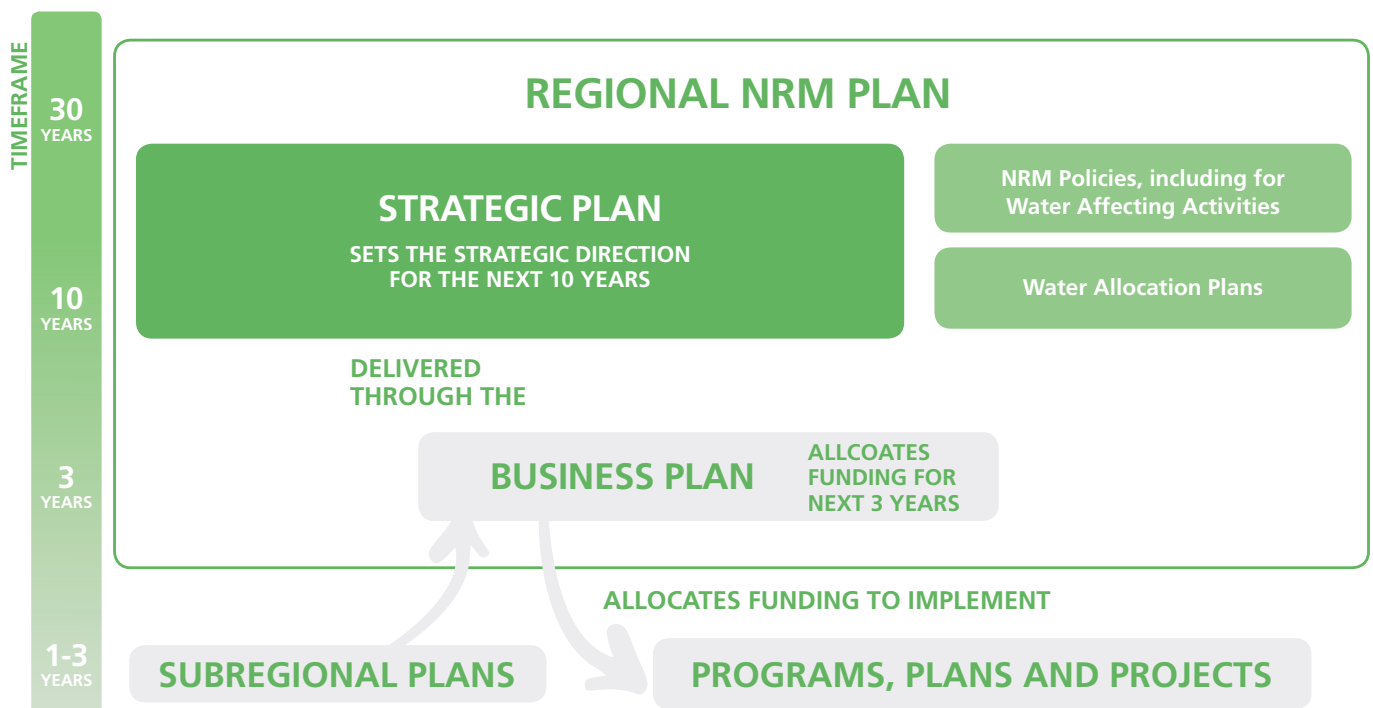 TIMEFRAME
30
YEARS
10
YEARS
3
YEARS
1-3
YEARS
REGIONAL NRM PLAN
STRATEGIC PLAN
SETS THE STRATEGIC DIRECTION
FOR THE NEXT 10 YEARS
NRM Policies, including for
Water Affecting Activities
Water Allocation Plans
DELIVERED
THROUGH THE
BUSINESS PLAN
ALLCOATES
FUNDING FOR
NEXT 3 YEARS
ALLOCATES FUNDING TO IMPLEMENT
SUBREGIONAL PLANS
PROGRAMS, PLANS AND PROJECTS